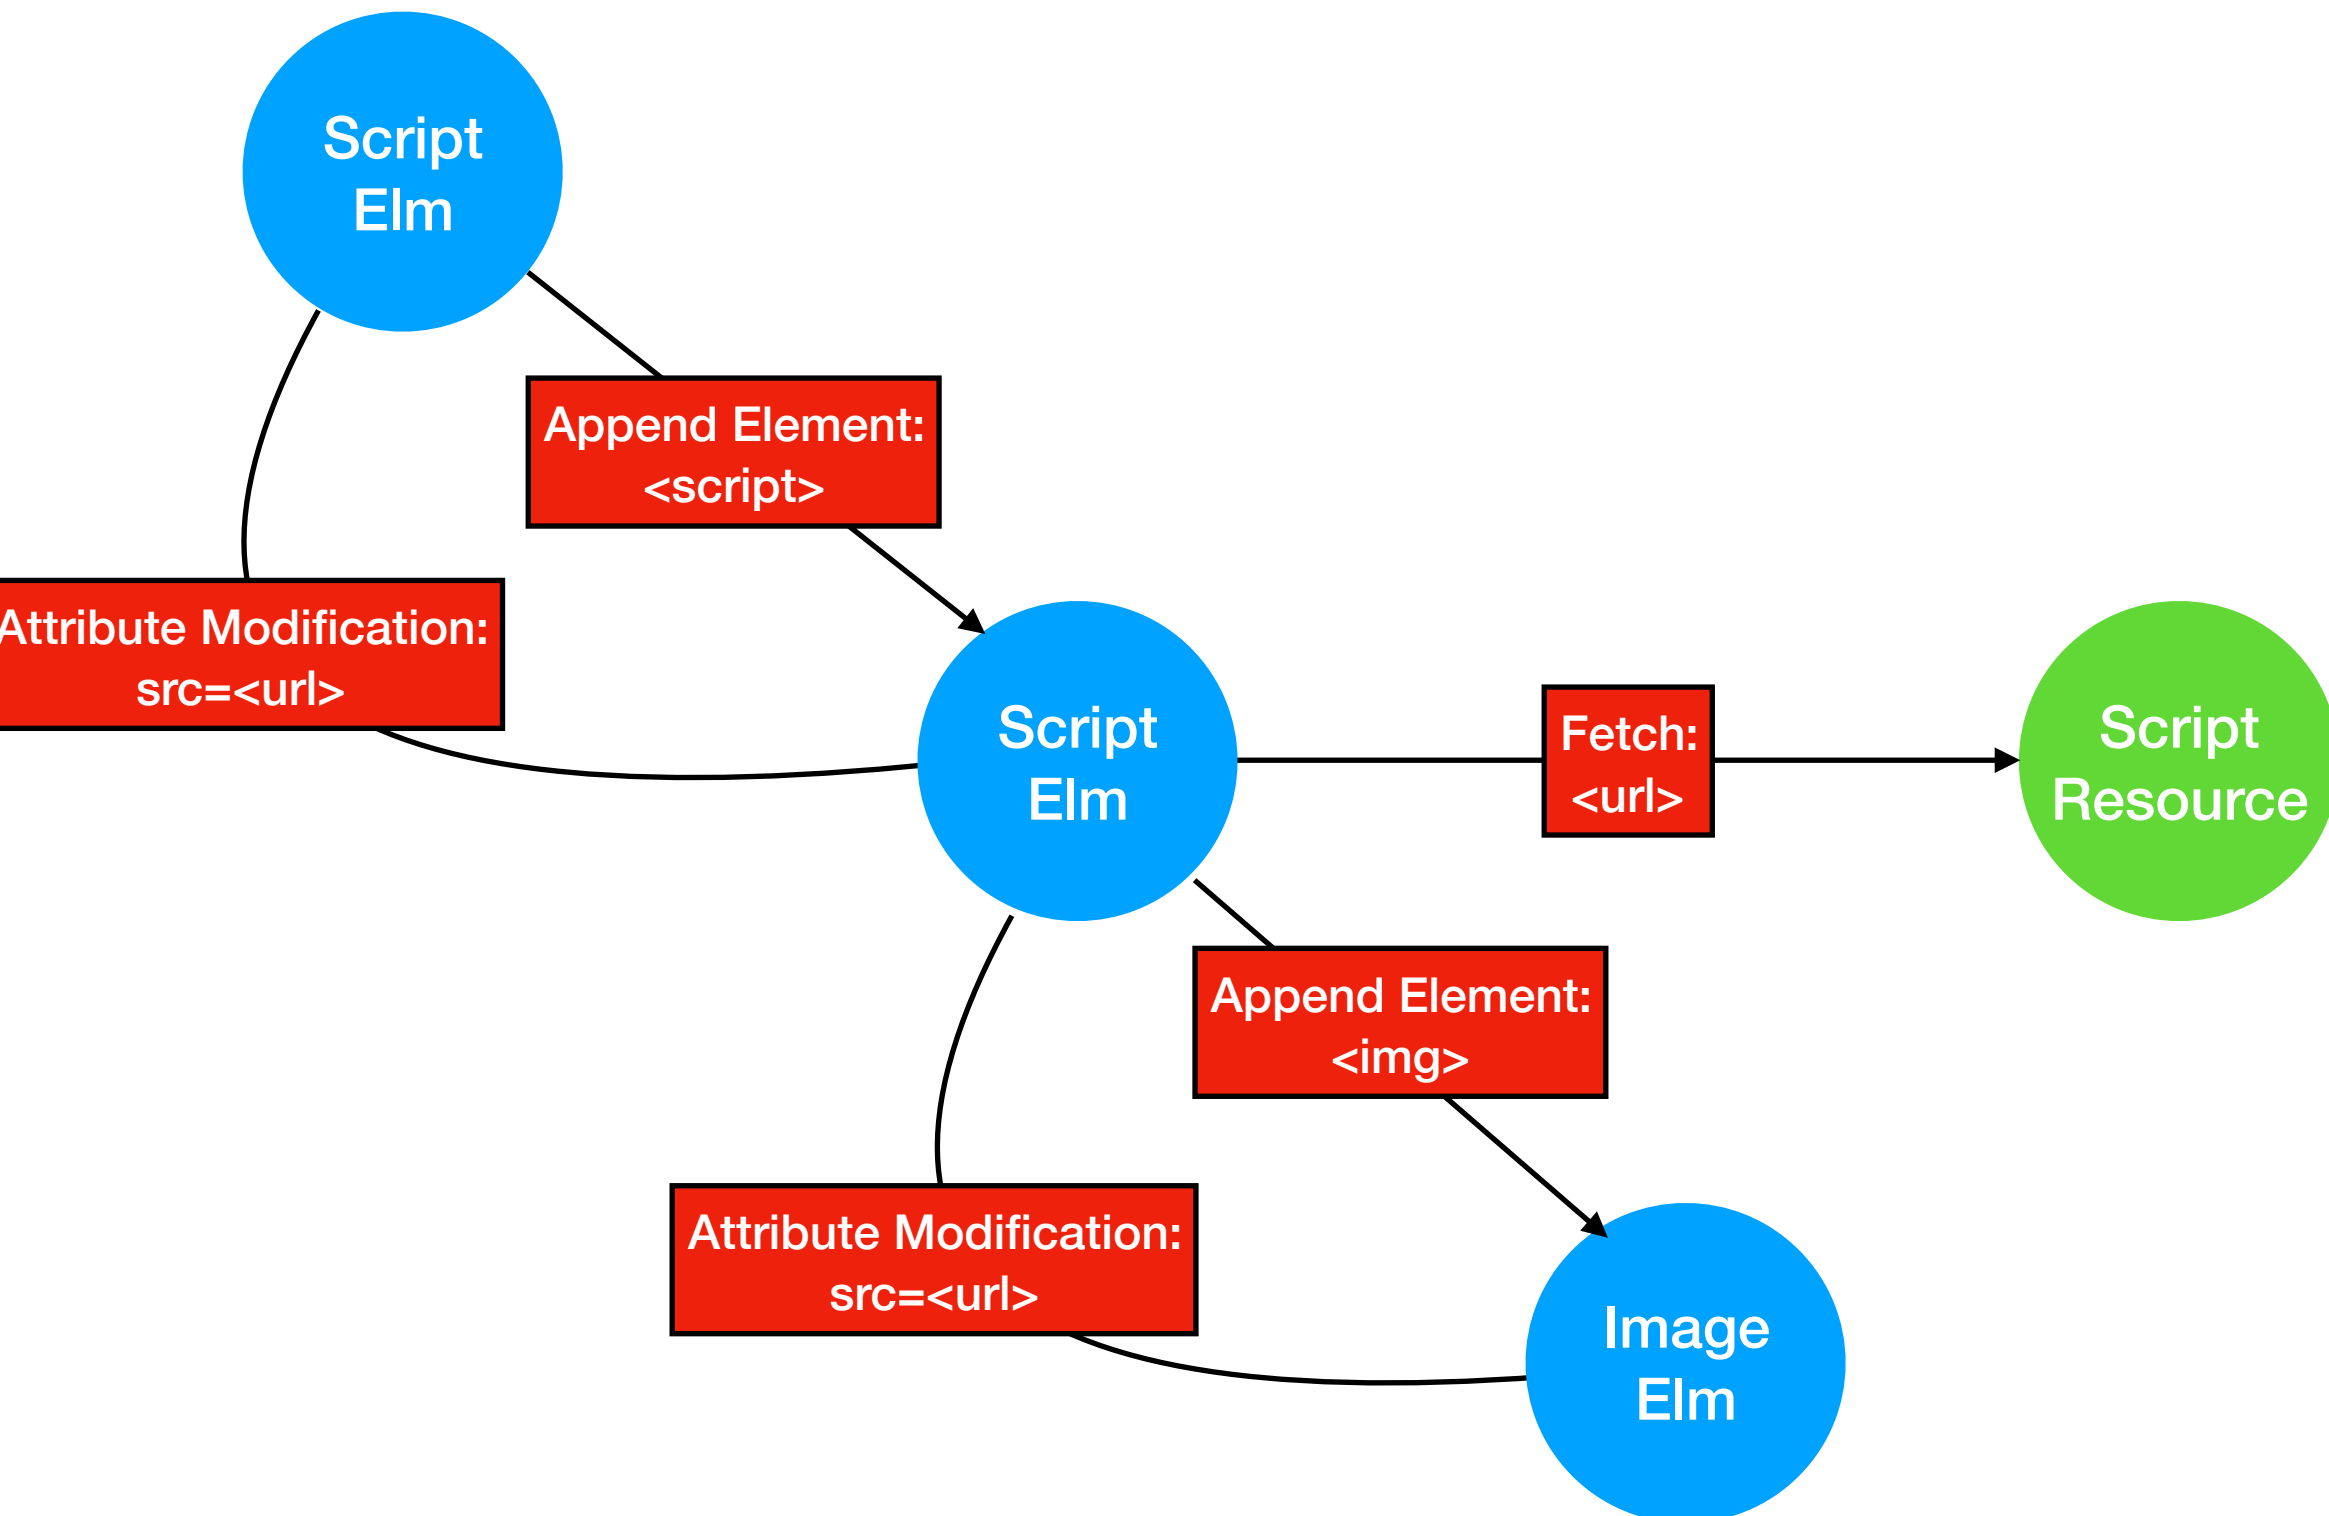 Script
Elm
Append Element:
<script>
Attribute Modification:
src=<url>
Script
Elm
Fetch:
<url>
Script
Resource
Append Element:
<img>
Attribute Modification:
src=<url>
Image
Elm